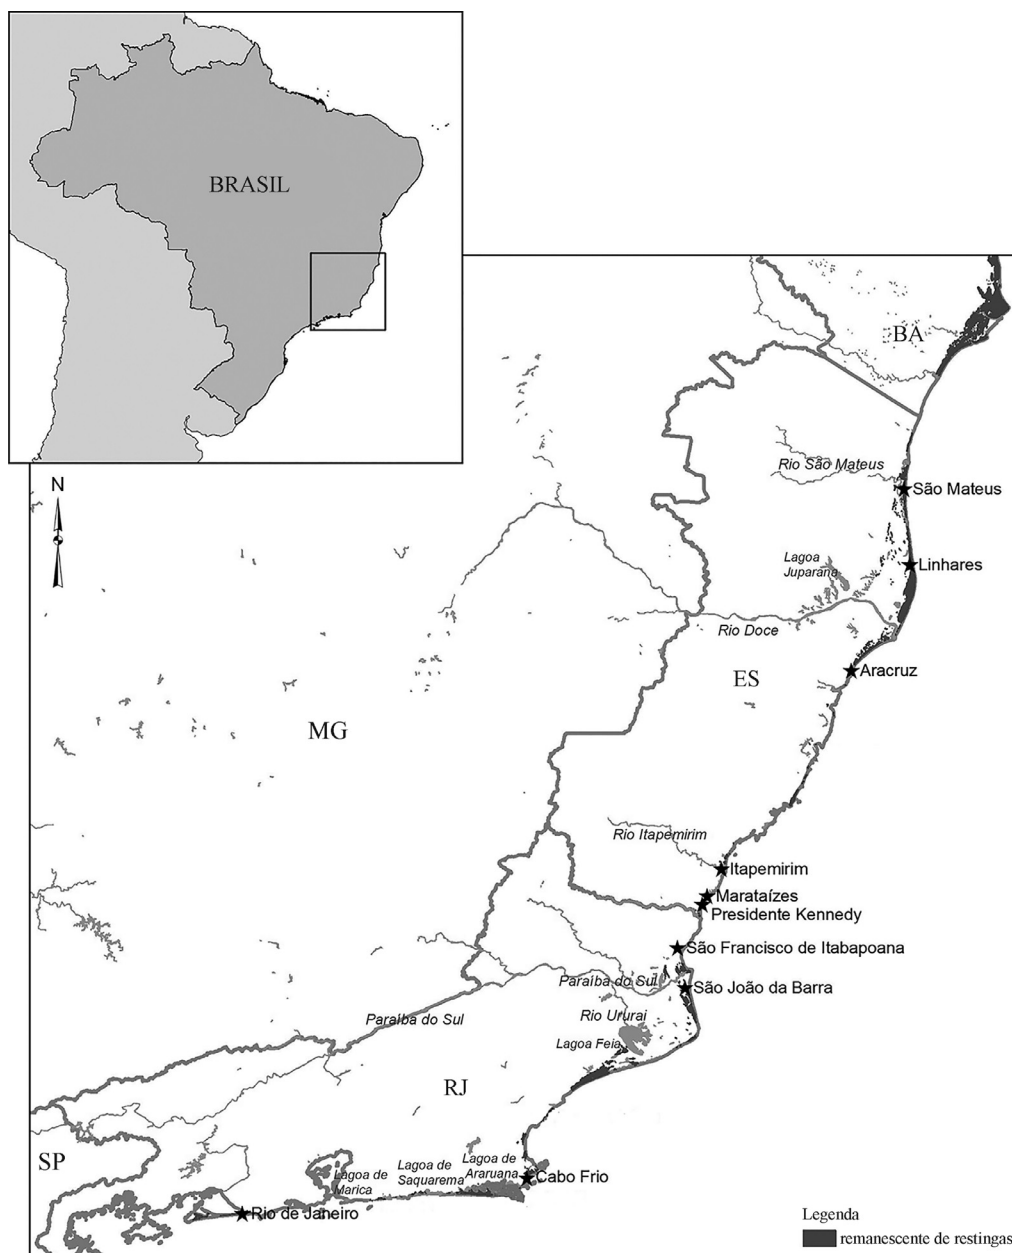 BRASIL
BA
N
Rio São Mateus
São Mateus
Lagoa
Juparanã
Linhares
Rio Doce
ES
Aracruz
MG
Rio Itapemirim
Itapemirim
Marataízes
Presidente Kennedy
São Francisco de Itabapoana
Paraíba do Sul
São João da Barra
Rio Ururai
Paraíba do Sul
Lagoa Feia
RJ
SP
Lagoa de
Marica
Lagoa de
Saquarema
Lagoa de
Araruana
Cabo Frio
Rio de Janeiro
Legenda
remanescente de restingas